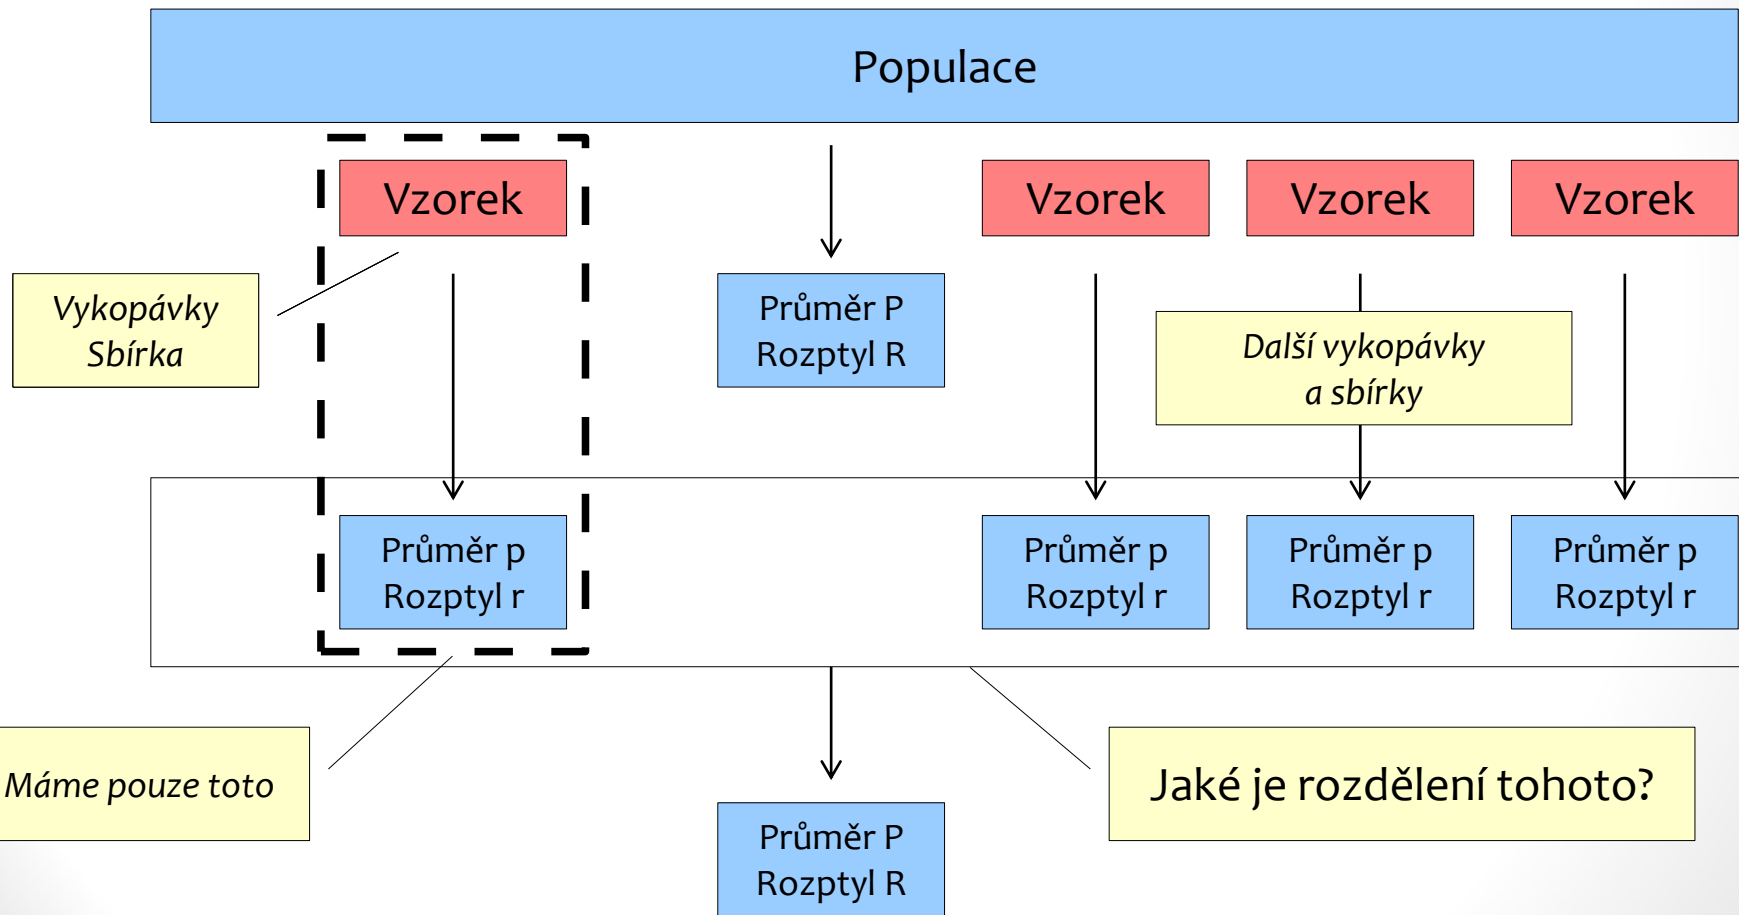 Populace
Vzorek
Vzorek
Vzorek
Vzorek
Vykopávky
Sbírka
Průměr P
Rozptyl R
Další vykopávky
a sbírky
Průměr p
Rozptyl r
Průměr p
Rozptyl r
Průměr p
Rozptyl r
Průměr p
Rozptyl r
Máme pouze toto
Jaké je rozdělení tohoto?
Průměr P
Rozptyl R